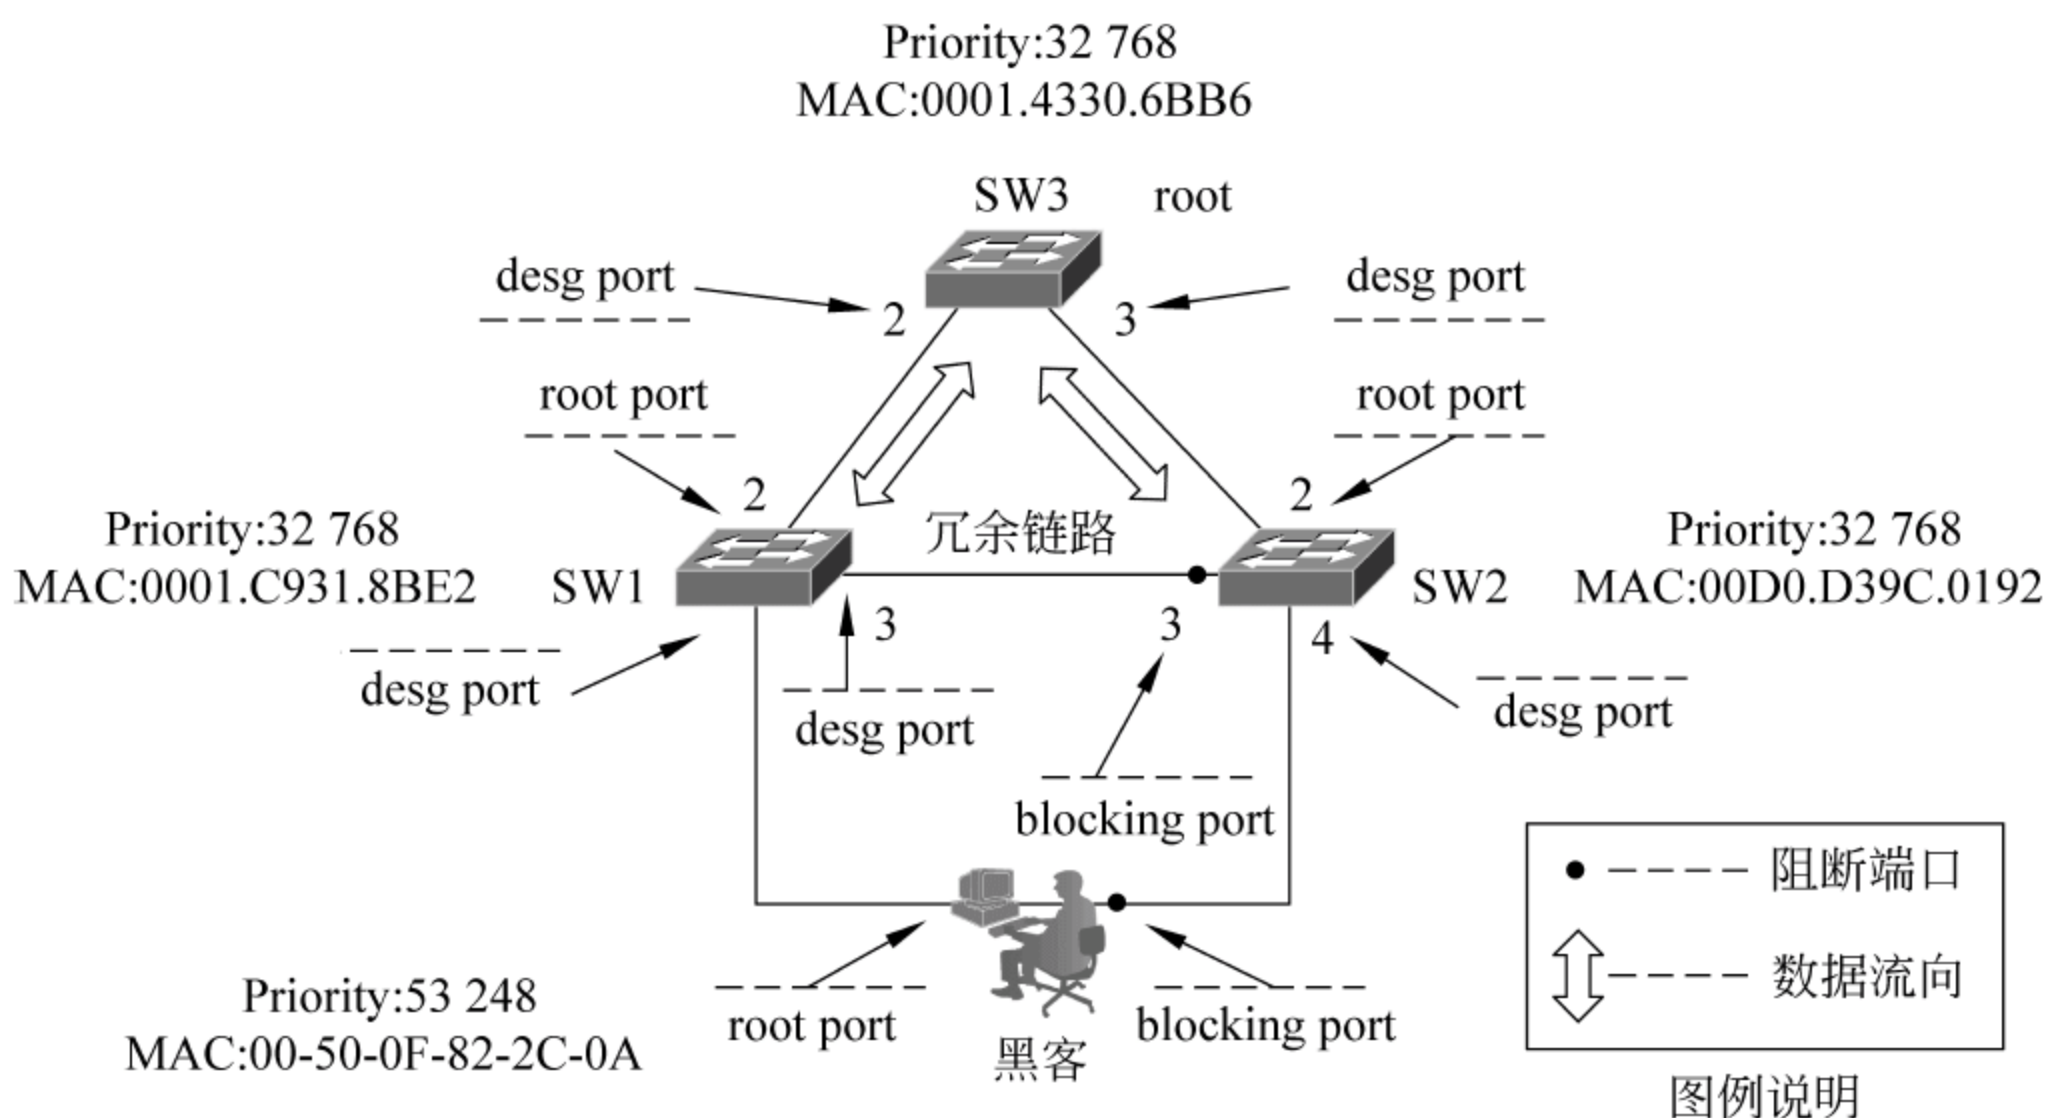 Priority:32 768
MAC:0001.4330.6BB6
SW3 root
desg port
desg port
2
3
root port
root port
2
2
Priority:32 768
MAC:0001.C931.8BE2
SW1
冗余链路
SW2
Priority:32 768
MAC:00D0.D39C.0192
3
3
4
desg port
desg port
desg port
blocking port
阻断端口
数据流向
图例说明
Priority:53 248
MAC:00-50-0F-82-2C-0A
root port
黑客
blocking port